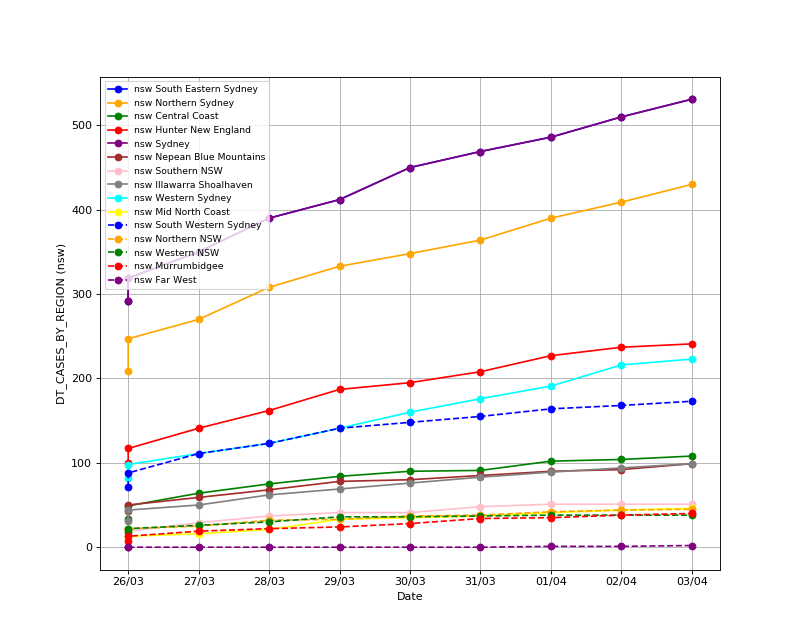 nsw South Eastern Sydney
nsw Northern Sydney
nsw Central Coast
nsw Hunter New England
nsw Sydney
nsw Nepean Blue Mountains
nsw Southern NSW
nsw Illawarra Shoalhaven
nsw Western Sydney
nsw Mid North Coast
nsw South Western Sydney
nsw Northern NSW
nsw Western NSW
nsw Murrumbidgee
nsw Far West
DT_CASES_BY_REGION (nsw)
500
400
300
200
100
0
26/03 27/03 28/03 29/03 30/03 31/03 01/04 02/04 03/04
Date